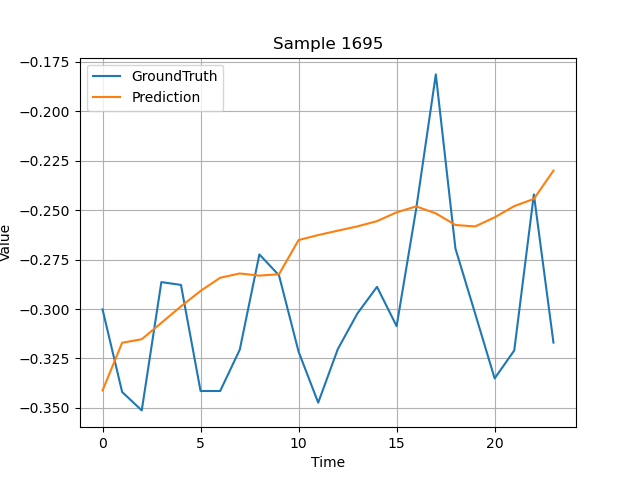 Sample 1695
GroundTruth
Prediction
−0.175
−0.200
−0.225
−0.250
−0.275
−0.300
−0.325
−0.350
Value
0 5 10 15 20
Time